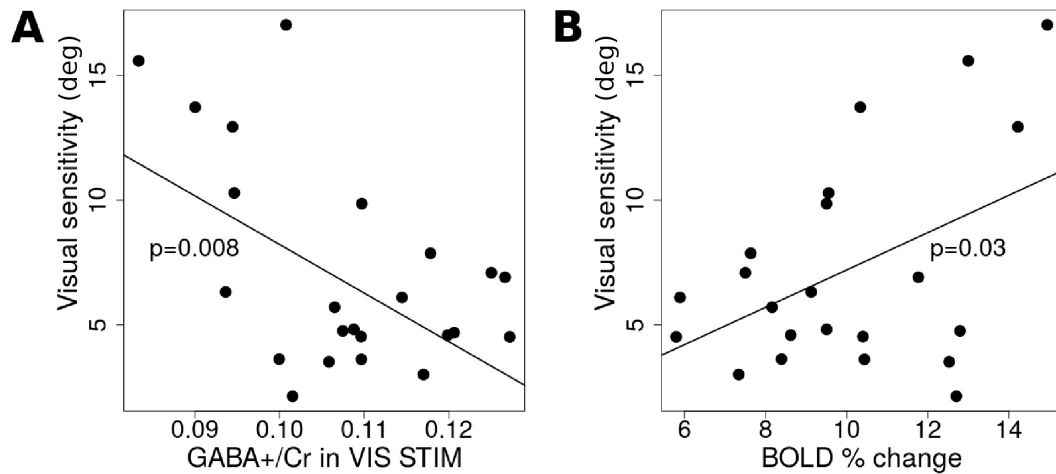 A
Visual sensitivity (deg)
15
10
5
p=0.008
0.09 0.10 0.11 0.12
GABA+/Cr in VIS STIM
B
Visual sensitivity (deg)
15
10
5
p=0.03
6 8 10 12 14
BOLD % change